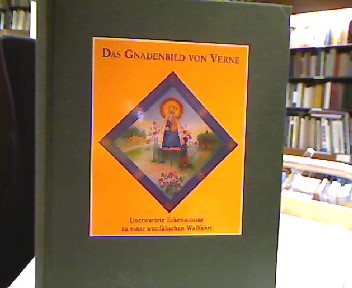 DAS GNADENBILD VON VERNE
Unerwartete Erkenntnisse
zu einer westfälischen Wallfahrt